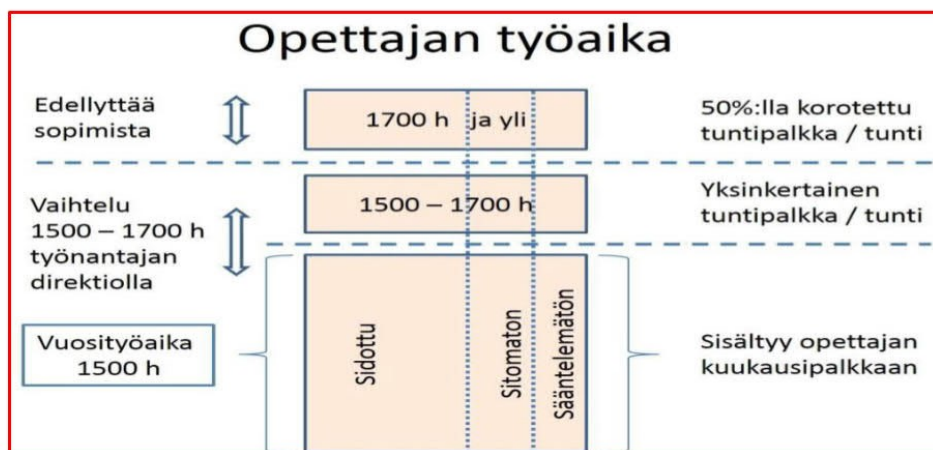 Opettajan työaika
Edellyttää
sopimista
1700 h ja yli
50%:lla korotettu
tuntipalkka / tunti
Vaihtelu
1500 – 1700 h
työnantajan
direktiolla
1500 – 1700 h
Yksinkertainen
tuntipalkka / tunti
Vuosityöaika
1500 h
Sidottu
Sitomaton
Sääntelemätön
Sisältyy opettajan
kuukausipalkkaan